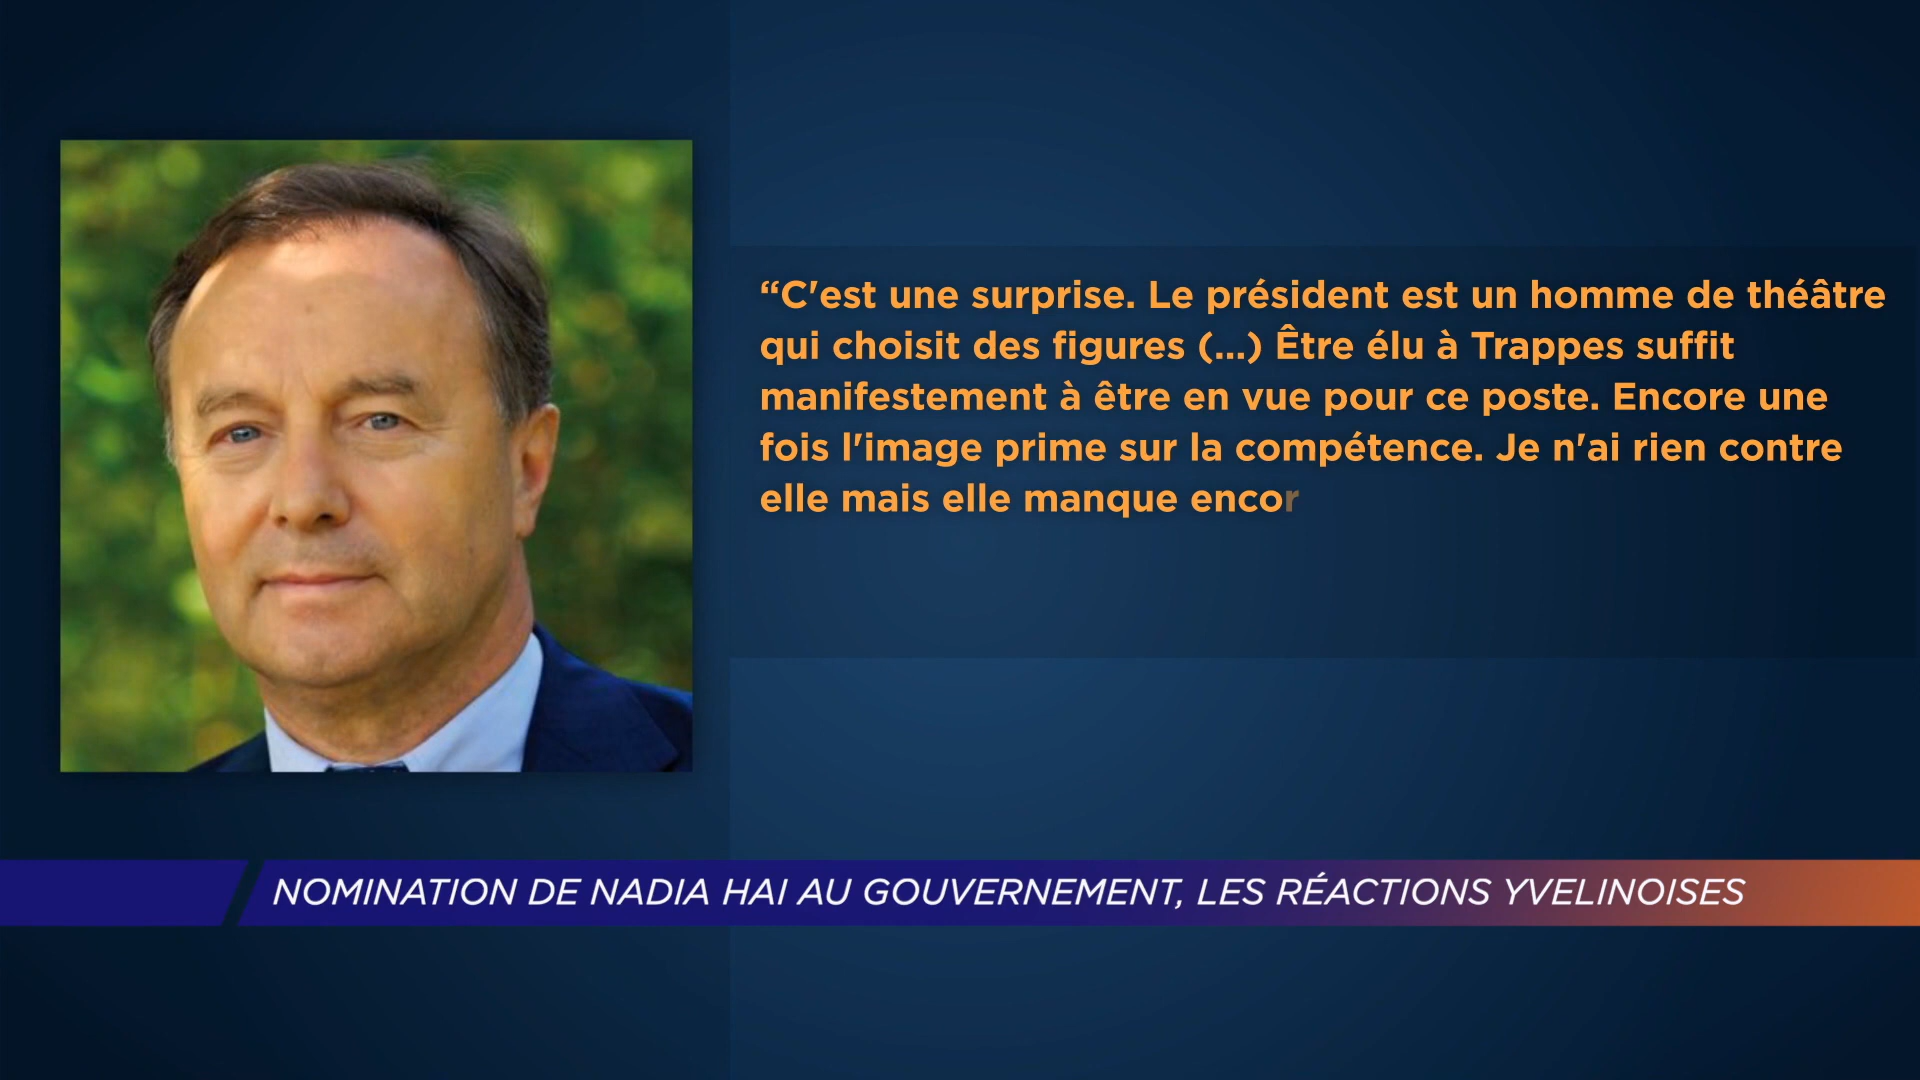 “C'est une surprise. Le président est un homme de théâtre
qui choisit des figures (...) Être élu à Trappes suffit
manifestement à être en vue pour ce poste. Encore une
fois l'image prime sur la compétence. Je n'ai rien contre
elle mais elle manque encor
NOMINATION DE NADIA HAI AU GOUVERNEMENT, LES RÉACTIONS YVELINOISES